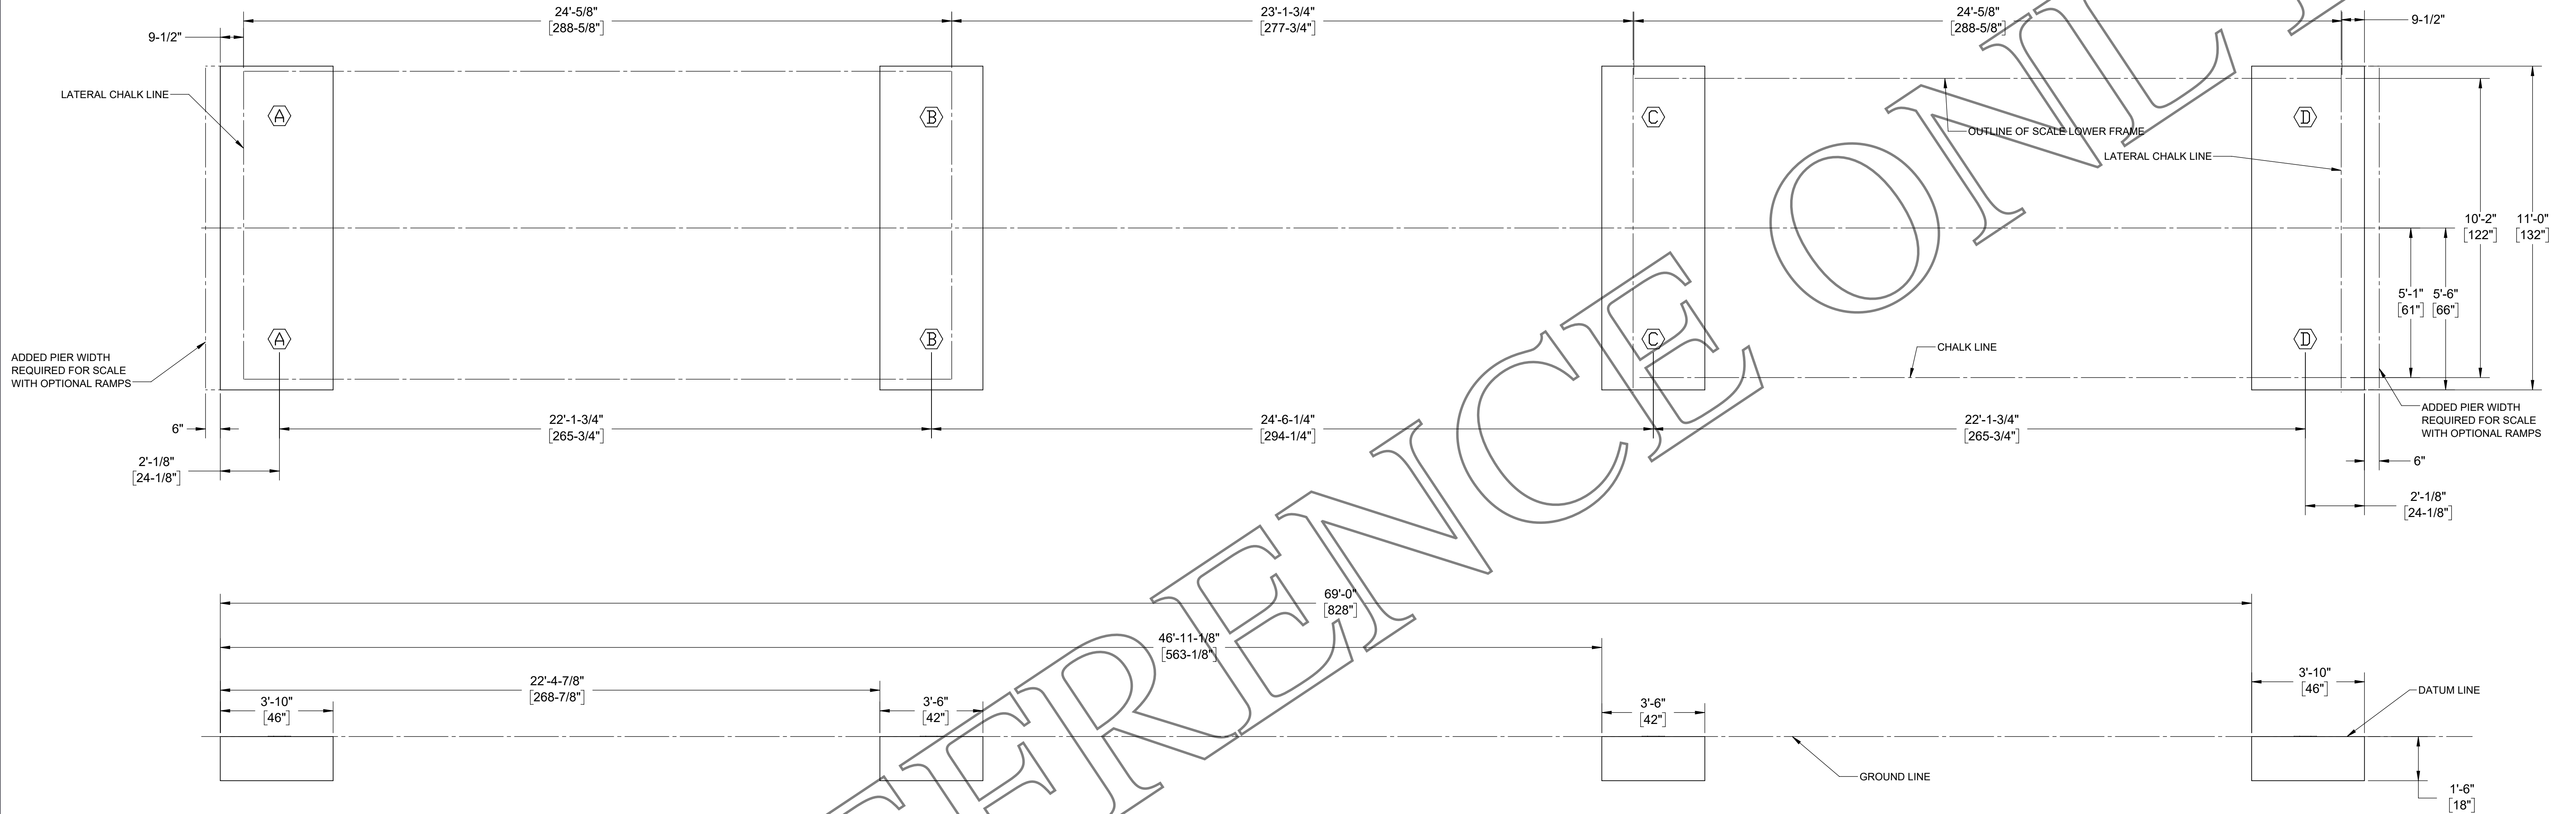 24'-5/8"
[288-5/8"]
23'-1-3/4"
[277-3/4"]
24'-5/8"
[288-5/8"]
9-1/2"
9-1/2"
LATERAL CHALK LINE
A
B
C
D
OUTLINE OF SCALE LOWER FRAME
LATERAL CHALK LINE
10'-2"
[122"]
11'-0"
[132"]
5'-1"
[61"]
5'-6"
[66"]
A
B
C
D
CHALK LINE
ADDED PIER WIDTH
REQUIRED FOR SCALE
WITH OPTIONAL RAMPS
ADDED PIER WIDTH
REQUIRED FOR SCALE
WITH OPTIONAL RAMPS
6"
22'-1-3/4"
[265-3/4"]
24'-6-1/4"
[294-1/4"]
22'-1-3/4"
[265-3/4"]
6"
2'-1/8"
[24-1/8"]
2'-1/8"
[24-1/8"]
69'-0"
[828"]
46'-11-1/8"
[563-1/8"]
22'-4-7/8"
[268-7/8"]
3'-10"
[46"]
3'-6"
[42"]
3'-6"
[42"]
3'-10"
[46"]
DATUM LINE
GROUND LINE
1'-6"
[18"]
ERENCE ONL